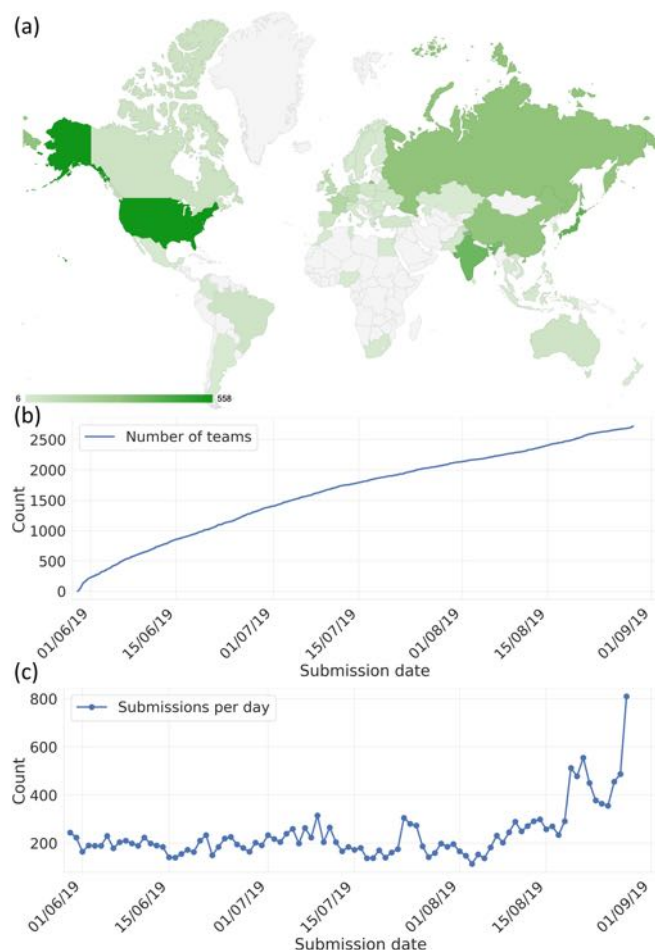 (a)
6 558
(b)
2500
2000
1500
1000
500
0
Count
Number of teams
01/06/19
15/06/19
01/07/19
15/07/19
01/08/19
15/08/19
01/09/19
Submission date
(c)
800
600
400
200
Count
Submissions per day
01/06/19
15/06/19
01/07/19
15/07/19
01/08/19
15/08/19
01/09/19
Submission date